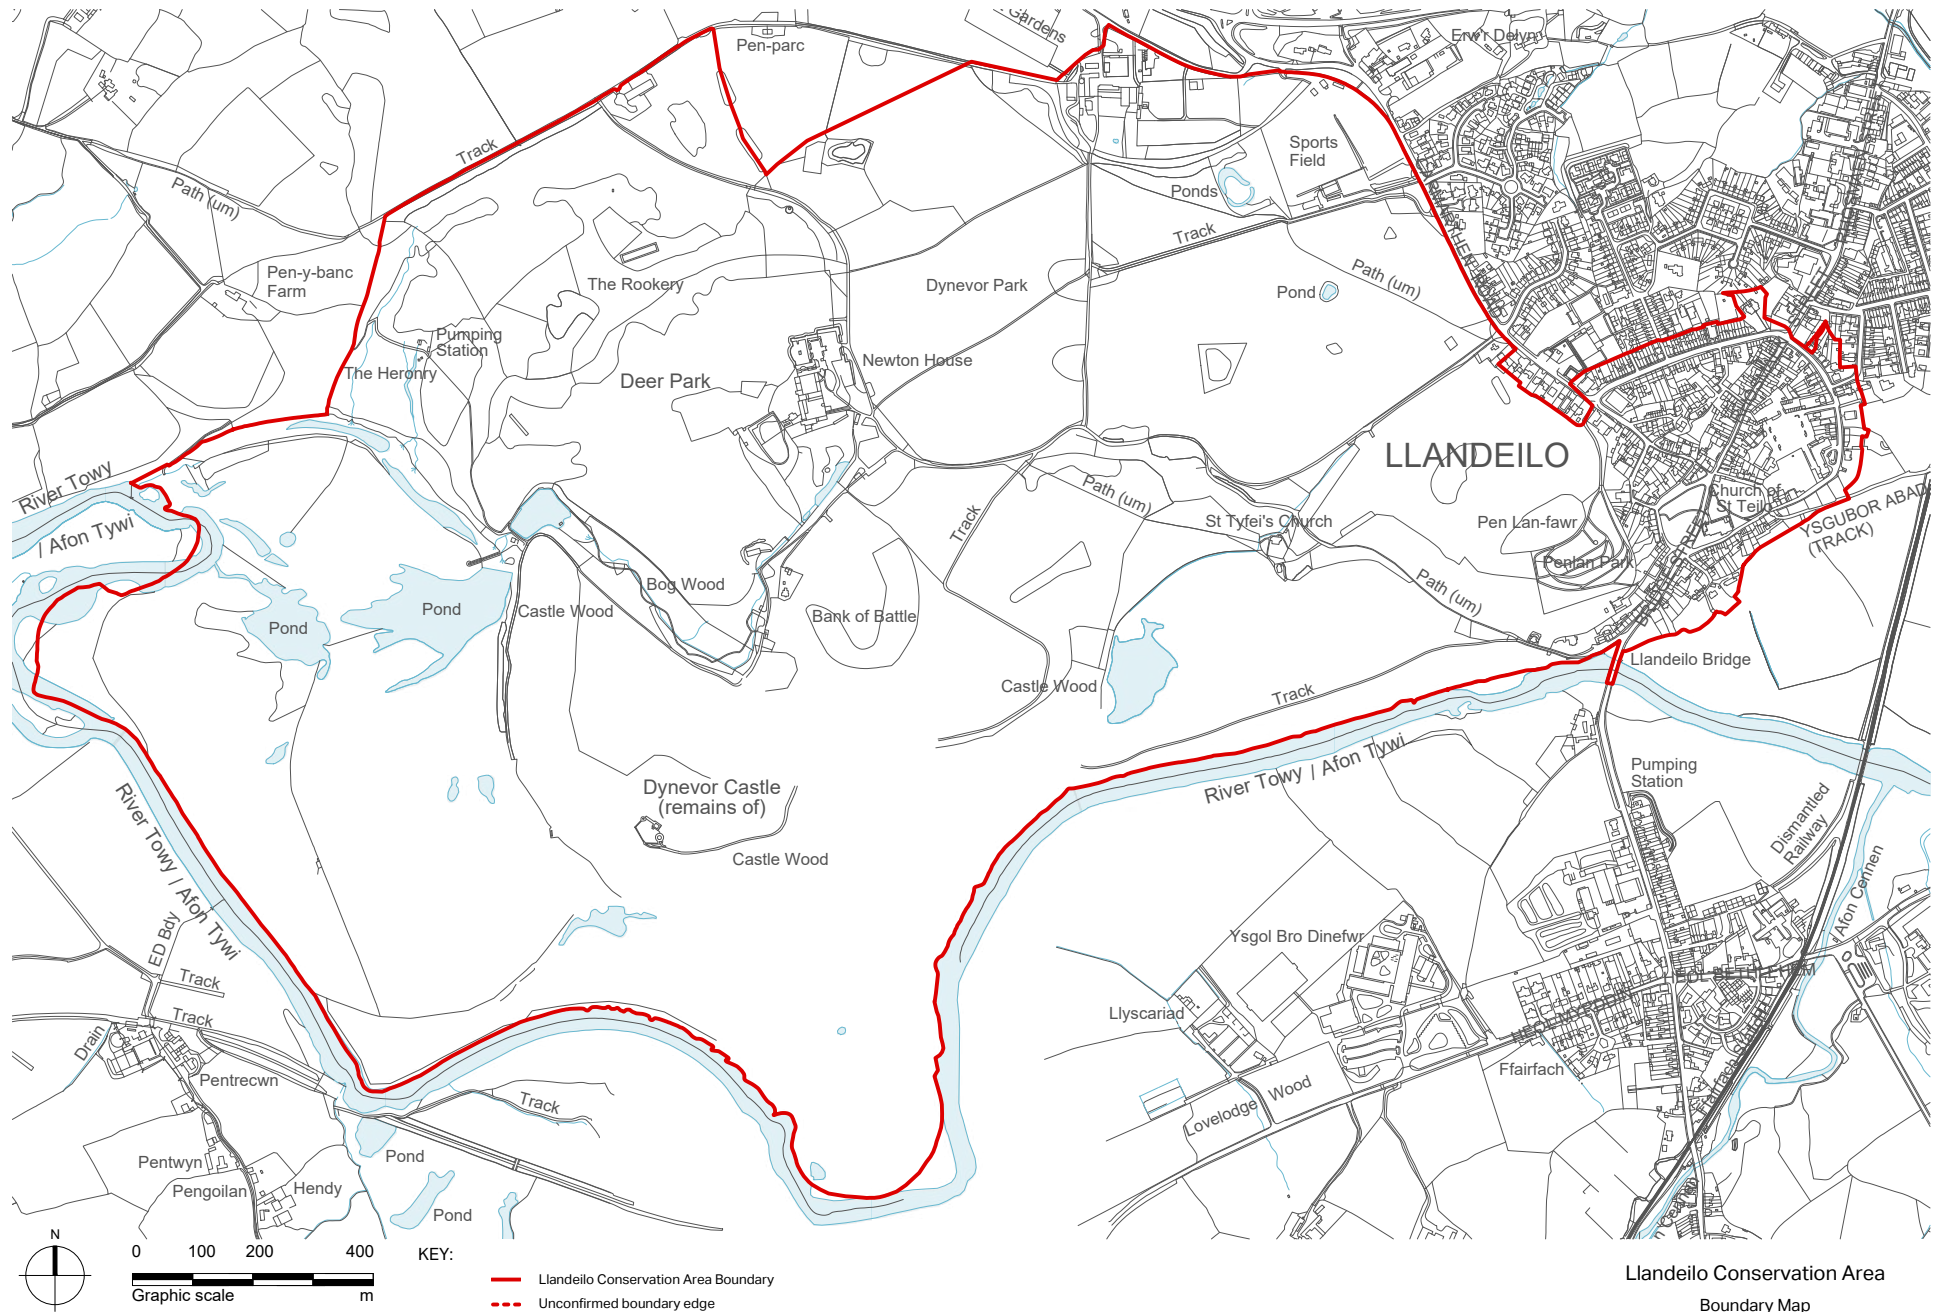 Gardens
Pen-parc
Erw'r Delyn
Track
Sports
Field
Path (um)
Ponds
Track
Pen-y-banc
Farm
The Rookery
Dynevor Park
Path (um)
Pond
Pumping
Station
The Heronry
Deer Park
Newton House
LLANDEILO
River Towy
/ Afon Tywi
Path (um)
Track
St Tyfei's Church
Pen Lan-fawr
Church of
St Teilo
YSGUBOR ABAD
(TRACK)
Penlan Park
BRIDGE STREET
Path (um)
Bog Wood
Castle Wood
Pond
Pond
Bank of Battle
Castle Wood
Llandeilo Bridge
Track
River Towy / Afon Tywi
Pumping
Station
Dynevor Castle
(remains of)
Castle Wood
River Towy / Afon Tywi
Dismantled
Railway
Afon Cennen
ED Bdy
Track
Track
Drain
Ysgol Bro Dinefwr
HEOL BETHLEHEM
Llyscariad
Ffairfach
Pentrecwn
Track
Lovelodge Wood
Pond
Pentwyn
Pengoilan
Hendy
Pond
N
0 100 200 400
Graphic scale m
KEY:
Llandeilo Conservation Area Boundary
Unconfirmed boundary edge
Llandeilo Conservation Area
Boundary Map